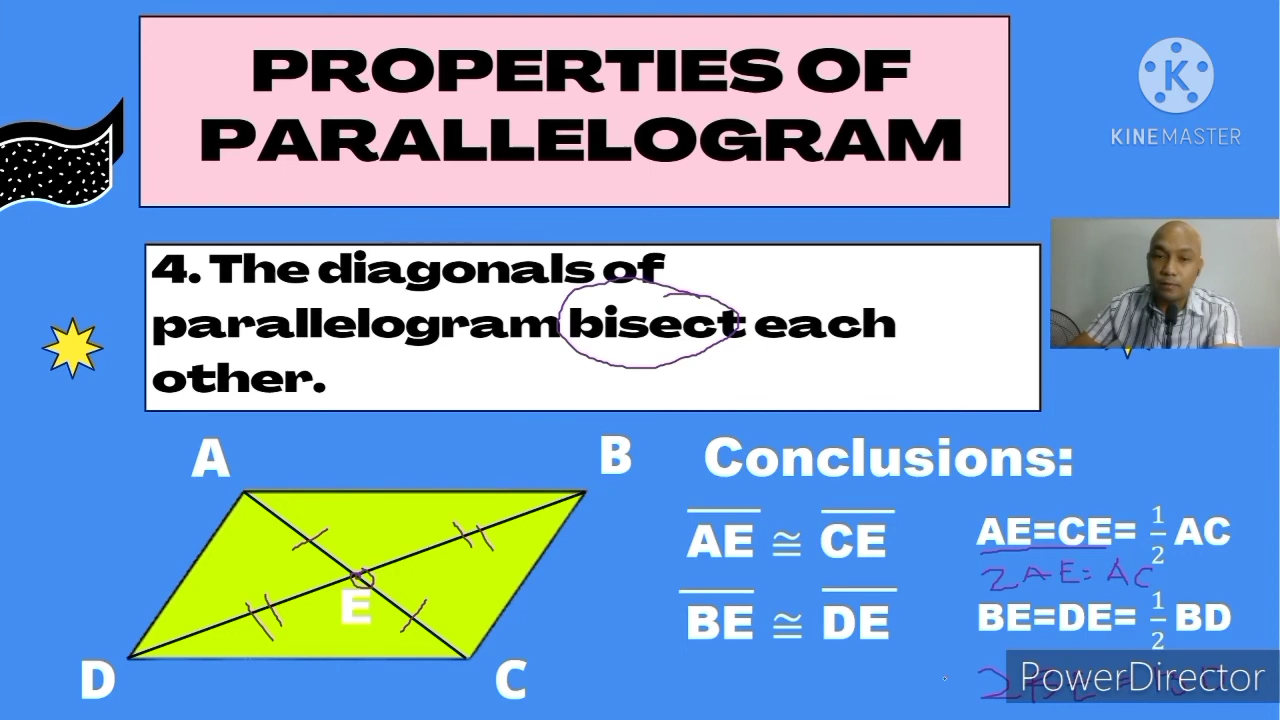 PROPERTIES OF
PARALLELOGRAM
KINEMASTER
4. The diagonals of
parallelogram bisect each
other.
A
B
E
D
C
Conclusions:
AE ≅ CE
AE=CE= 1/2 AC
2AE=AC
BE ≅ DE
BE=DE= 1/2 BD
PowerDirector